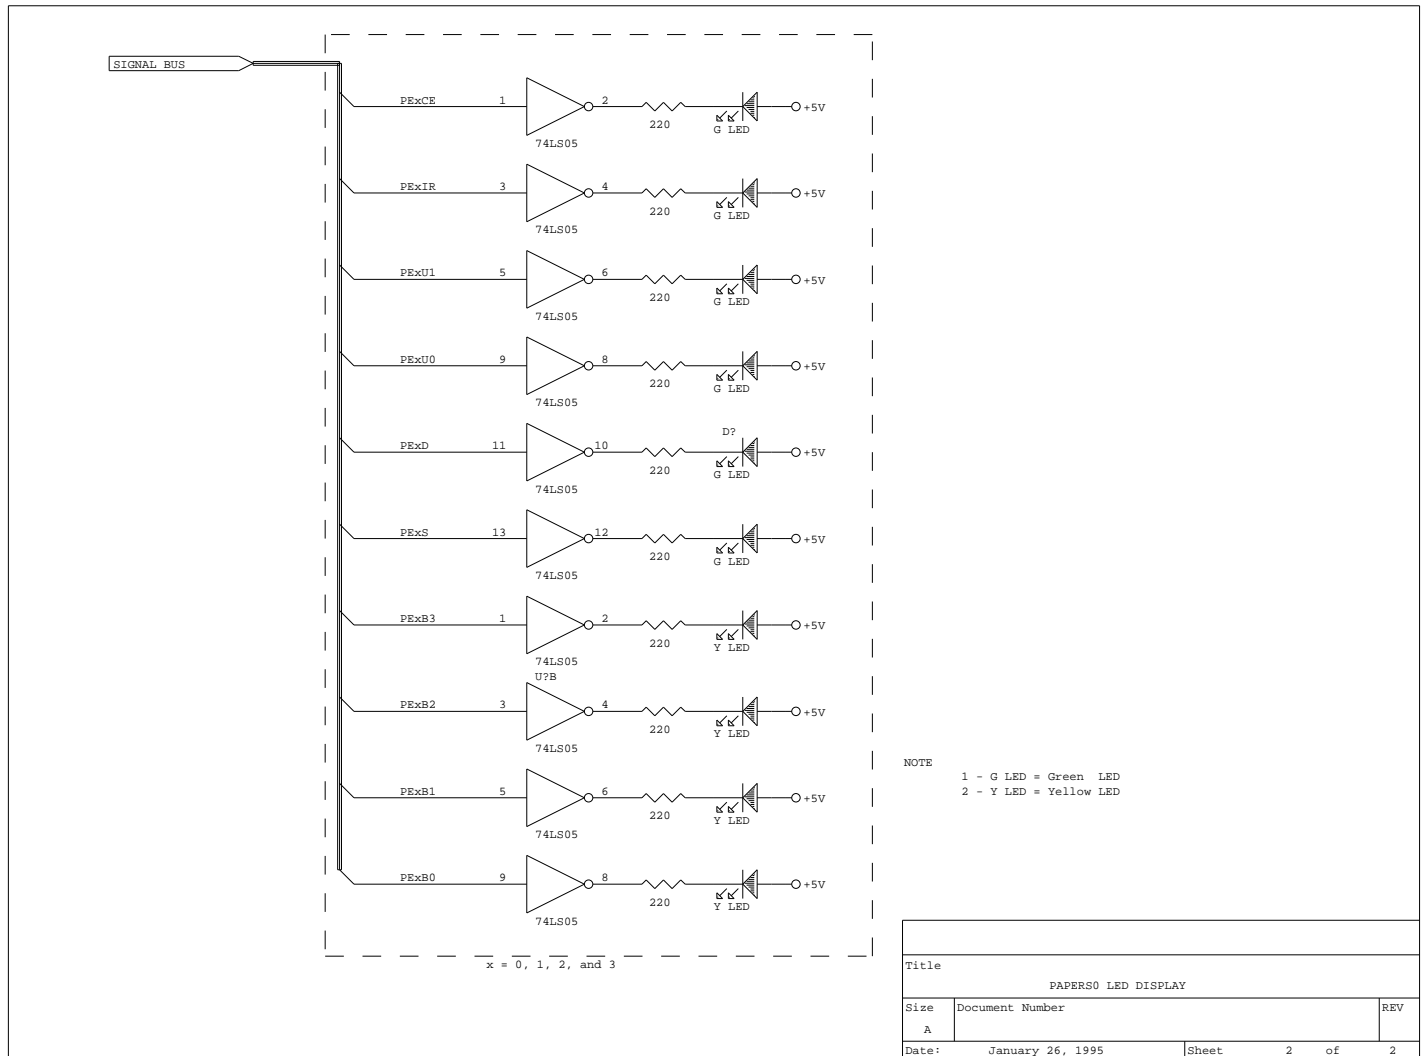 SIGNAL BUS
PExCE 1 2 +5V
220 G LED
74LS05
PExIR 3 4 +5V
220 G LED
74LS05
PExU1 5 6 +5V
220 G LED
74LS05
PExU0 9 8 +5V
220 G LED
74LS05
D?
PExD 11 10 +5V
220 G LED
74LS05
PExS 13 12 +5V
220 G LED
74LS05
PExB3 1 2 +5V
220 Y LED
74LS05
U?B
PExB2 3 4 +5V
220 Y LED
74LS05
PExB1 5 6 +5V
220 Y LED
74LS05
PExB0 9 8 +5V
220 Y LED
74LS05
x = 0, 1, 2, and 3
NOTE
1 - G LED = Green LED
2 - Y LED = Yellow LED
Title
PAPERS0 LED DISPLAY
Size Document Number REV
A
Date: January 26, 1995 Sheet 2 of 2